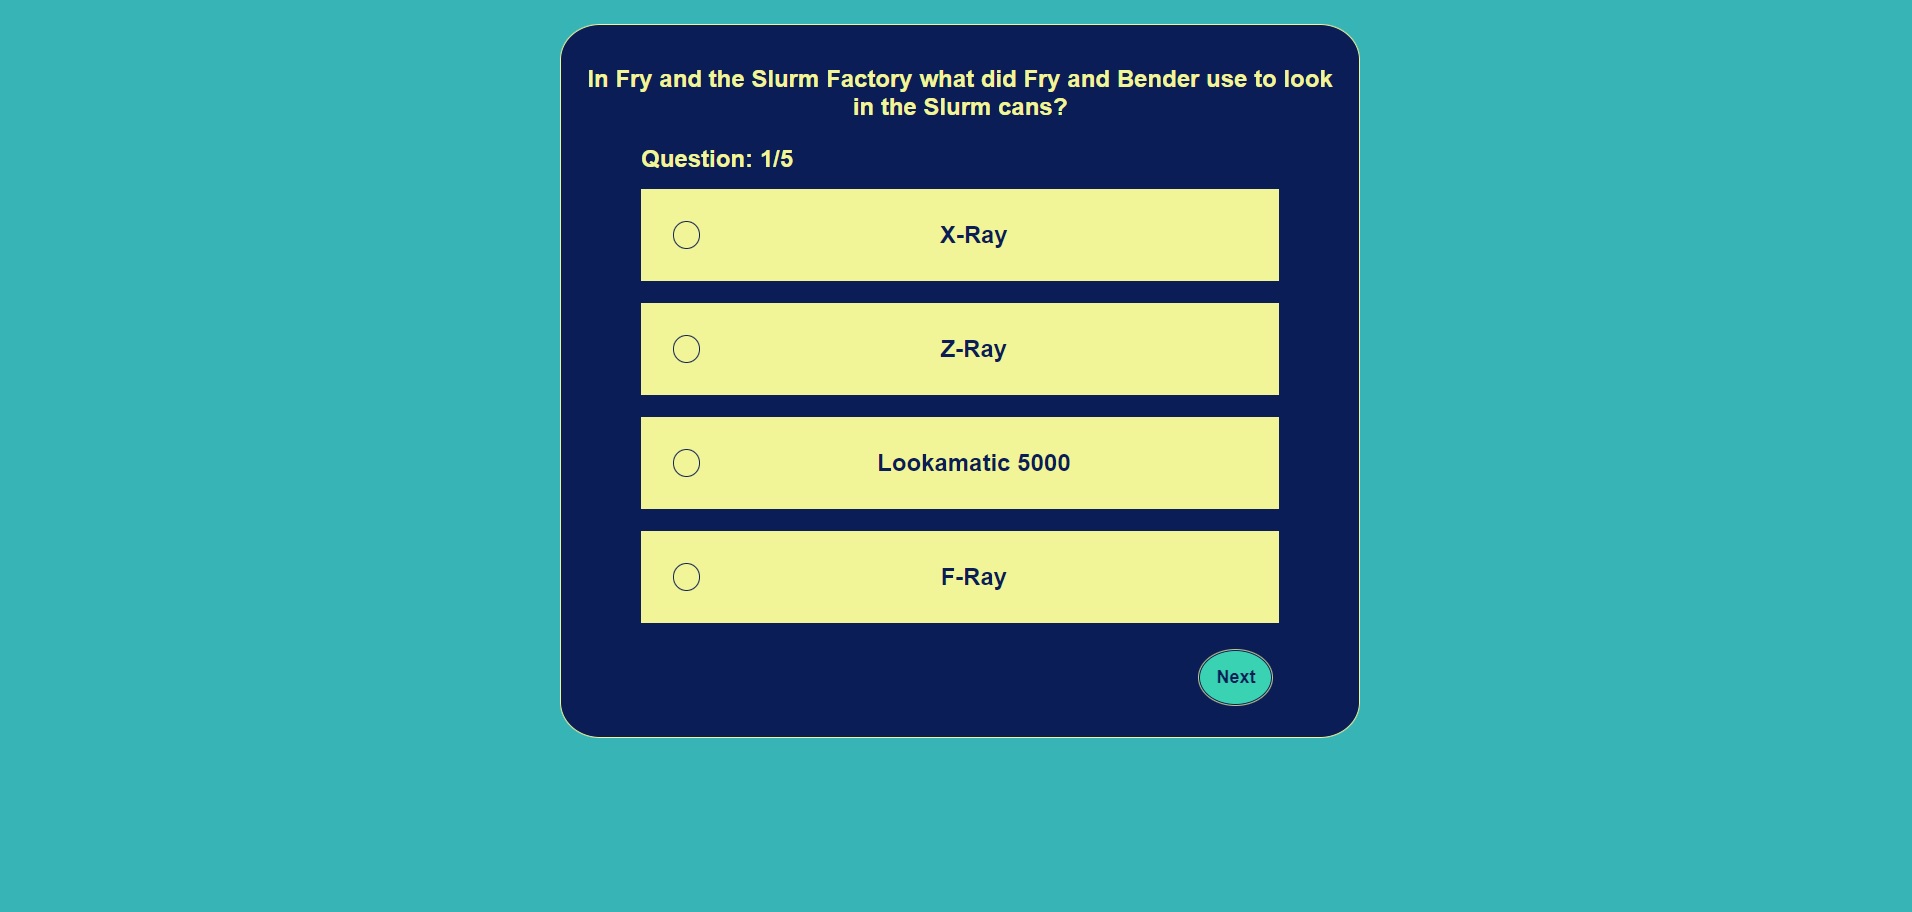 In Fry and the Slurm Factory what did Fry and Bender use to look
in the Slurm cans?
Question: 1/5
X-Ray
Z-Ray
Lookamatic 5000
F-Ray
Next